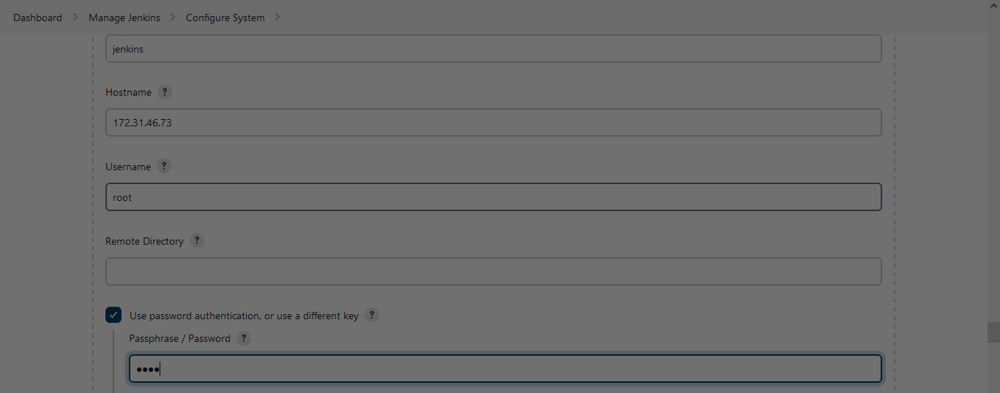 Dashboard > Manage Jenkins > Configure System >
jenkins
Hostname ?
172.31.46.73
Username ?
root
Remote Directory ?
Use password authentication, or use a different key ?
Passphrase / Password ?
••••